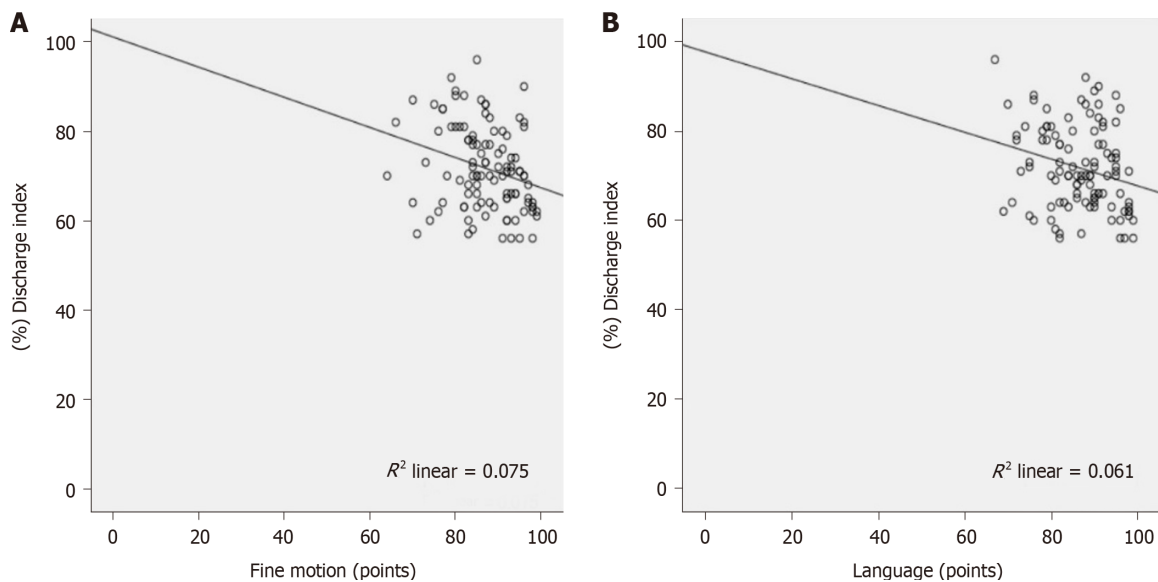 A
100
80
60
40
20
0
(%) Discharge index
R² linear = 0.075
0 20 40 60 80 100
Fine motion (points)
B
100
80
60
40
20
0
(%) Discharge index
R² linear = 0.061
0 20 40 60 80 100
Language (points)